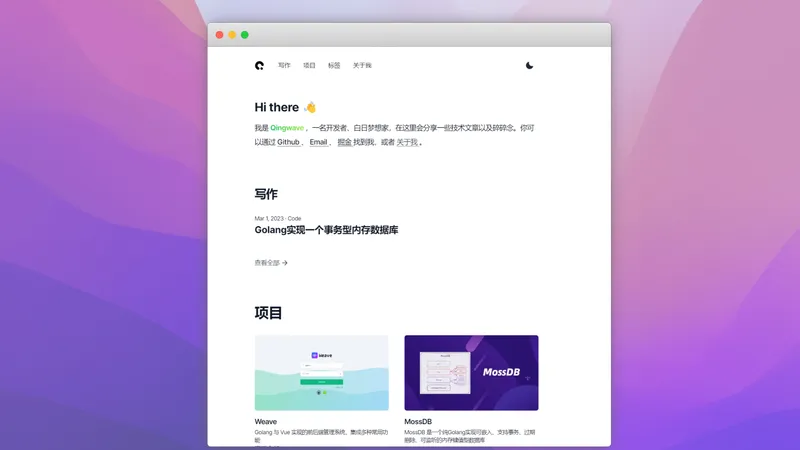 写作 项目 标签 关于我
Hi there 👋
我是 Qingwave，一名开发者、白日梦想家，在这里会分享一些技术文章以及碎碎念。你可
以通过 Github 、 Email 、 掘金 找到我，或者 关于我 。
写作
Mar 1, 2023 · Code
Golang实现一个事务型内存数据库
查看全部 →
项目
weave
MossDB
Weave
Golang 与 Vue 实现的前后端管理系统，集成多种常用功
能
MossDB
MossDB 是一个纯Golang实现可嵌入、支持事务、过期
删除、可监听的内存键值型数据库